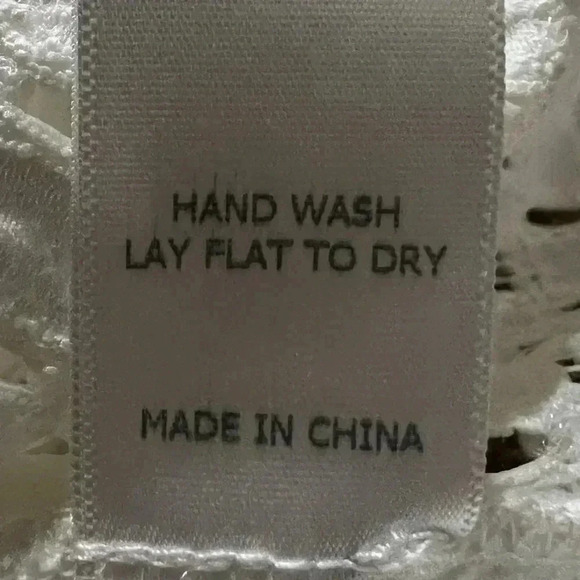 HAND WASH
LAY FLAT TO DRY
MADE IN CHINA